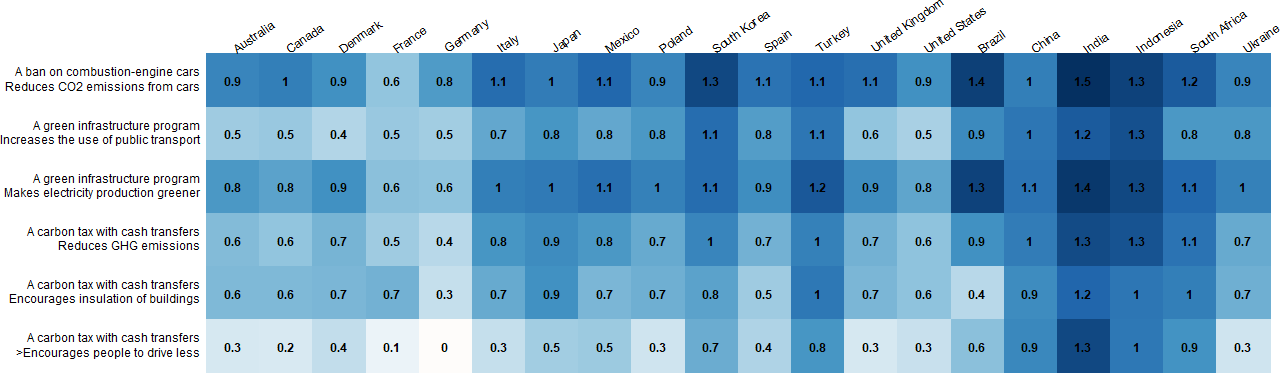 Australia Canada Denmark France Germany Italy Japan Mexico Poland South Korea Spain Turkey United Kingdom United States Brazil China India Indonesia South Africa Ukraine
A ban on combustion-engine cars
Reduces CO2 emissions from cars
0.9 1 0.9 0.6 0.8 1.1 1 1.1 0.9 1.3 1.1 1.1 1.1 0.9 1.4 1 1.5 1.3 1.2 0.9
A green infrastructure program
Increases the use of public transport
0.5 0.5 0.4 0.5 0.5 0.7 0.8 0.8 0.8 1.1 0.8 1.1 0.6 0.5 0.9 1 1.2 1.3 0.8 0.8
A green infrastructure program
Makes electricity production greener
0.8 0.8 0.9 0.6 0.6 1 1 1.1 1 1.1 0.9 1.2 0.9 0.8 1.3 1.1 1.4 1.3 1.1 1
A carbon tax with cash transfers
Reduces GHG emissions
0.6 0.6 0.7 0.5 0.4 0.8 0.9 0.8 0.7 1 0.7 1 0.7 0.6 0.9 1 1.3 1.3 1.1 0.7
A carbon tax with cash transfers
Encourages insulation of buildings
0.6 0.6 0.7 0.7 0.3 0.7 0.9 0.7 0.7 0.8 0.5 1 0.7 0.6 0.4 0.9 1.2 1 1 0.7
A carbon tax with cash transfers
>Encourages people to drive less
0.3 0.2 0.4 0.1 0 0.3 0.5 0.5 0.3 0.7 0.4 0.8 0.3 0.3 0.6 0.9 1.3 1 0.9 0.3